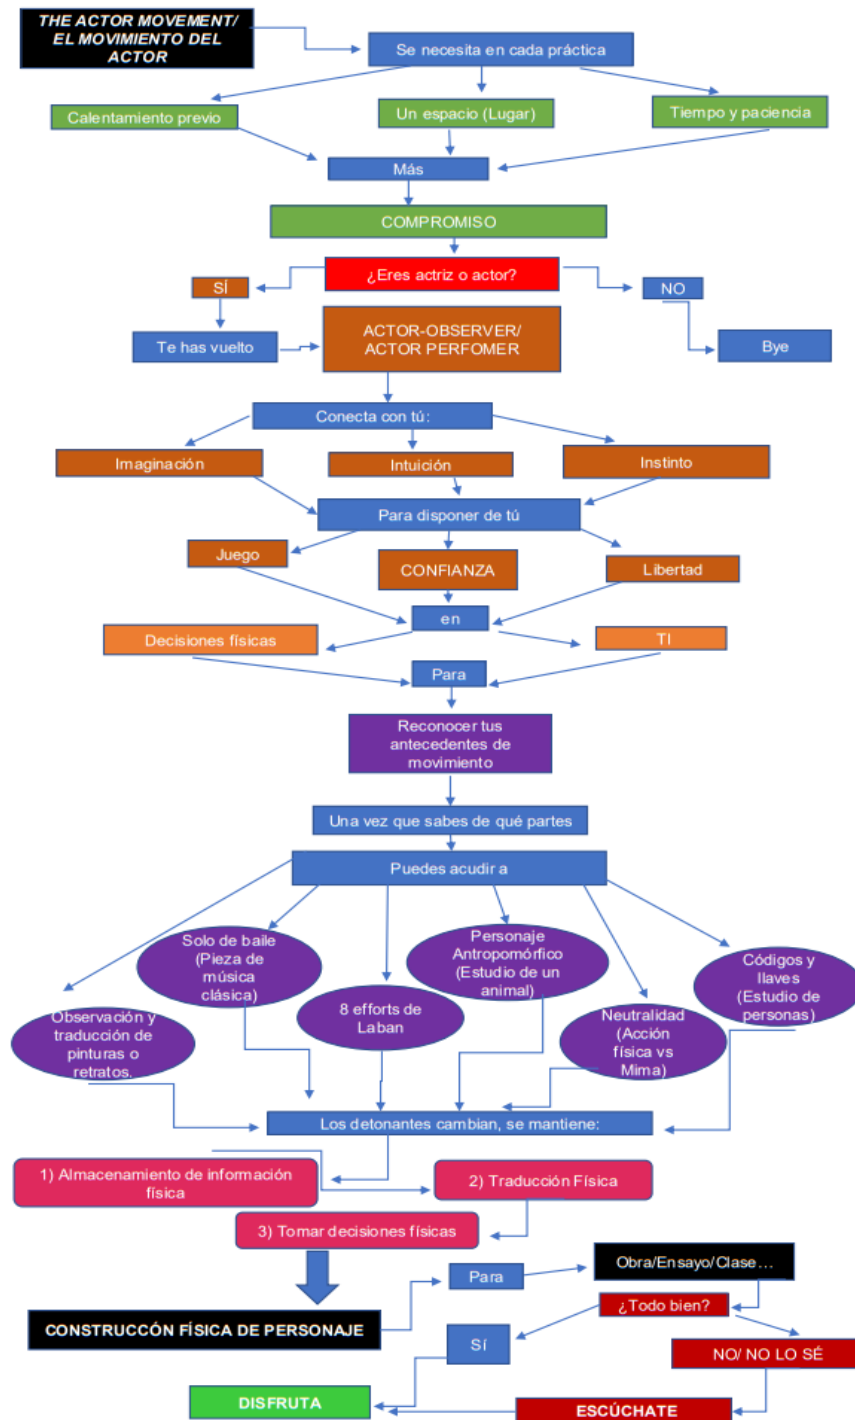 THE ACTOR MOVEMENT/
EL MOVIMIENTO DEL
ACTOR
Se necesita en cada práctica
Calentamiento previo
Un espacio (Lugar)
Tiempo y paciencia
Más
COMPROMISO
¿Eres actriz o actor?
SÍ
NO
Te has vuelto
ACTOR-OBSERVER/
ACTOR PERFOMER
Bye
Conecta con tú:
Imaginación
Intuición
Instinto
Para disponer de tú
Juego
CONFIANZA
Libertad
en
Decisiones físicas
TI
Para
Reconocer tus
antecedentes de
movimiento
Una vez que sabes de qué partes
Puedes acudir a
Observación y
traducción de
pinturas o
retratos.
Solo de baile
(Pieza de
música
clásica)
8 efforts de
Laban
Personaje
Antropomórfico
(Estudio de un
animal)
Neutralidad
(Acción
física vs
Mima)
Códigos y
llaves
(Estudio de
personas)
Los detonantes cambian, se mantiene:
1) Almacenamiento de información
física
2) Traducción Física
3) Tomar decisiones físicas
CONSTRUCCÓN FÍSICA DE PERSONAJE
Para
Obra/Ensayo/Clase…
¿Todo bien?
Sí
NO/ NO LO SÉ
DISFRUTA
ESCÚCHATE